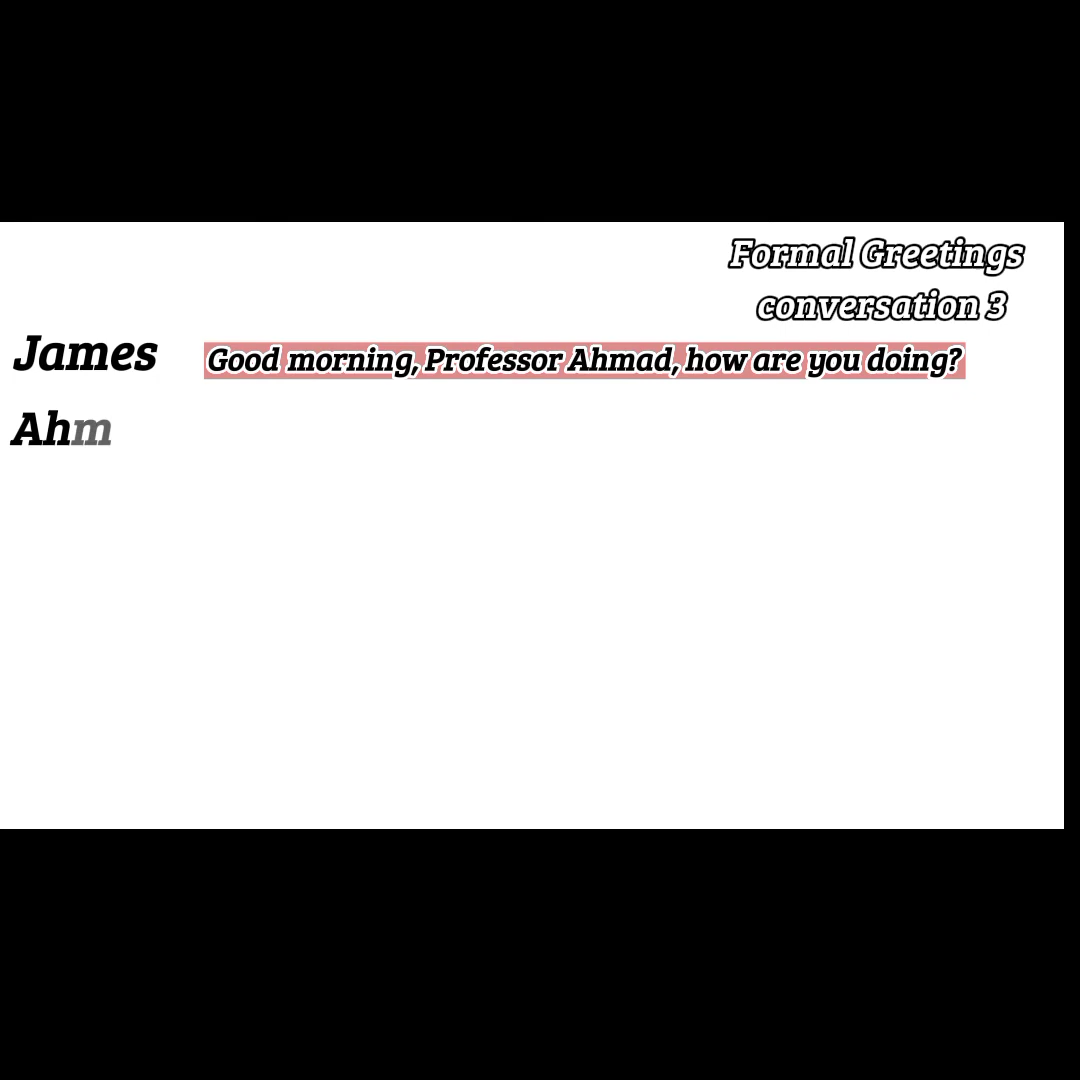 Formal Greetings
conversation 3
James Good morning, Professor Ahmad, how are you doing?
Ahm